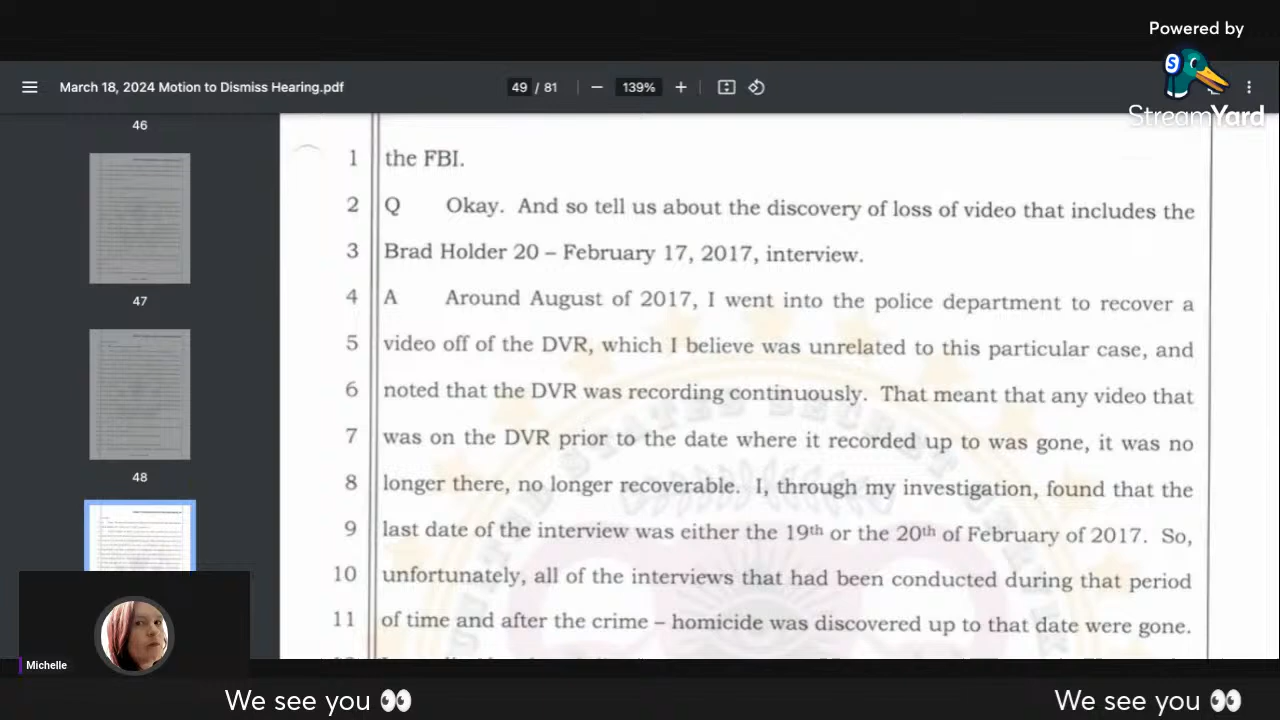 Powered by
S
StreamYard
March 18, 2024 Motion to Dismiss Hearing.pdf
49 / 81
139%
46
47
48
1 the FBI.
2 Q Okay. And so tell us about the discovery of loss of video that includes the
3 Brad Holder 20 – February 17, 2017, interview.
4 A Around August of 2017, I went into the police department to recover a
5 video off of the DVR, which I believe was unrelated to this particular case, and
6 noted that the DVR was recording continuously. That meant that any video that
7 was on the DVR prior to the date where it recorded up to was gone, it was no
8 longer there, no longer recoverable. I, through my investigation, found that the
9 last date of the interview was either the 19th or the 20th of February of 2017. So,
10 unfortunately, all of the interviews that had been conducted during that period
11 of time and after the crime – homicide was discovered up to that date were gone.
Michelle
We see you 👀
We see you 👀